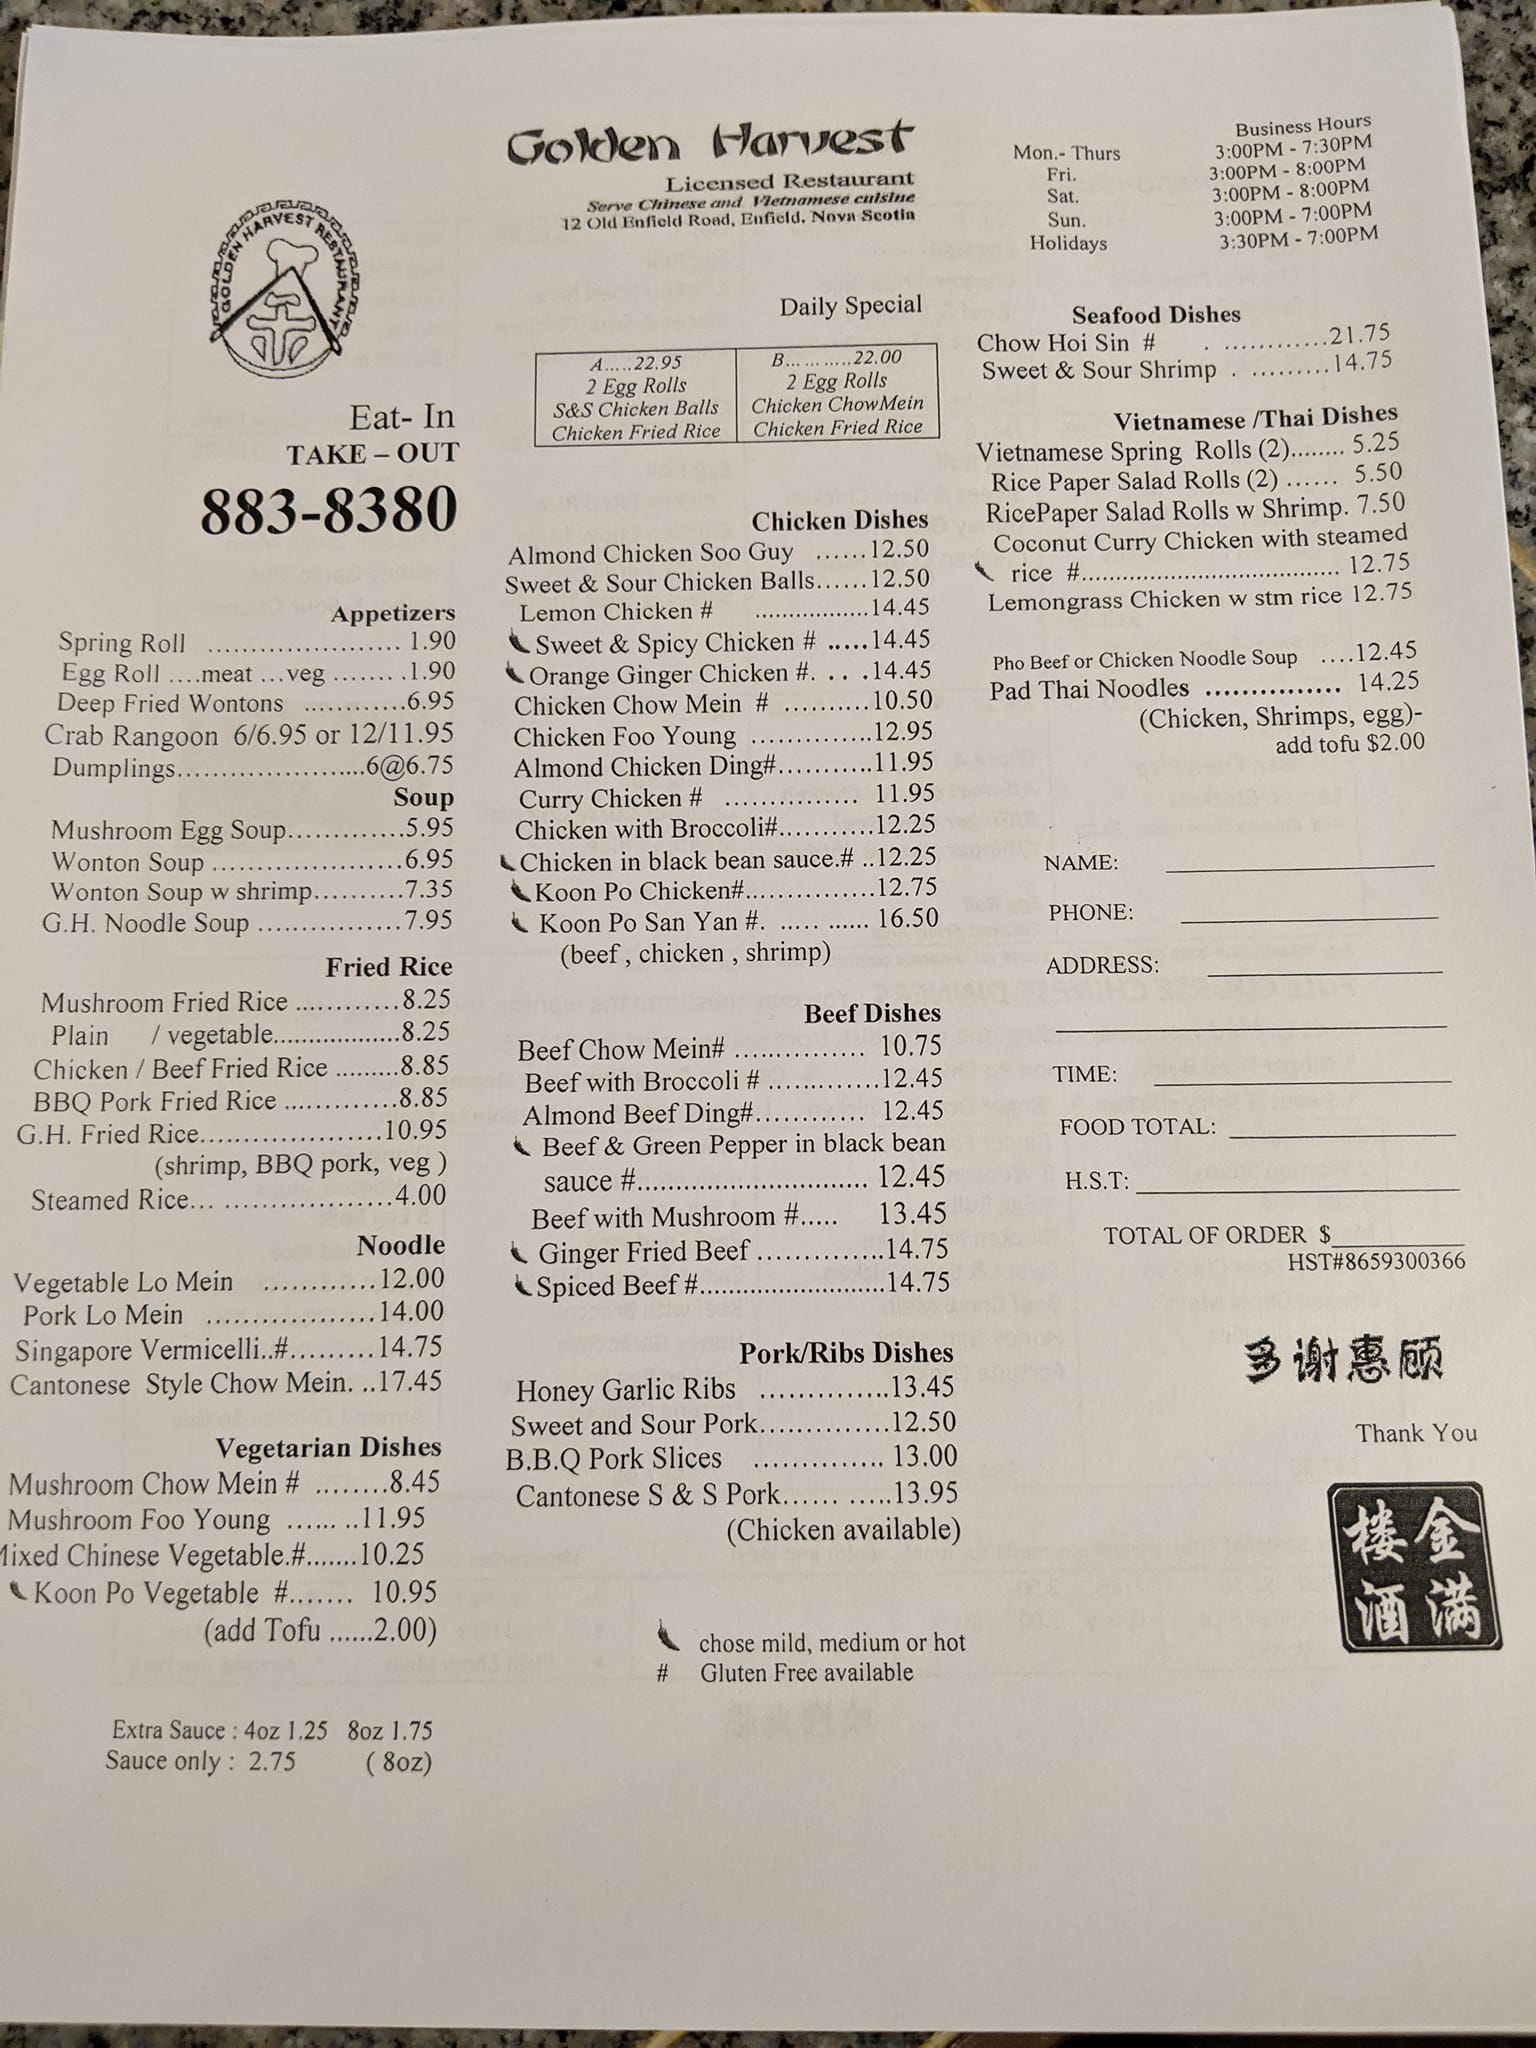 Golden Harvest
Licensed Restaurant
Serve Chinese and Vietnamese cuisine
12 Old Enfield Road, Enfield, Nova Scotia
Business Hours
Mon.- Thurs 3:00PM - 7:30PM
Fri. 3:00PM - 8:00PM
Sat. 3:00PM - 8:00PM
Sun. 3:00PM - 7:00PM
Holidays 3:30PM - 7:00PM
GOLDEN HARVEST RESTAURANT
Eat- In
TAKE – OUT
883-8380
Appetizers
Spring Roll ...................... 1.90
Egg Roll ....meat ...veg ........ .1.90
Deep Fried Wontons ............6.95
Crab Rangoon 6/6.95 or 12/11.95
Dumplings......................6@6.75
Soup
Mushroom Egg Soup.............5.95
Wonton Soup ......................6.95
Wonton Soup w shrimp..........7.35
G.H. Noodle Soup ................7.95
Fried Rice
Mushroom Fried Rice ............8.25
Plain / vegetable....................8.25
Chicken / Beef Fried Rice .........8.85
BBQ Pork Fried Rice .............8.85
G.H. Fried Rice....................10.95
(shrimp, BBQ pork, veg )
Steamed Rice... ...................4.00
Noodle
Vegetable Lo Mein ............12.00
Pork Lo Mein ...................14.00
Singapore Vermicelli..#..........14.75
Cantonese Style Chow Mein. ..17.45
Vegetarian Dishes
Mushroom Chow Mein # ........8.45
Mushroom Foo Young ...... ..11.95
Mixed Chinese Vegetable.#.......10.25
Koon Po Vegetable #....... 10.95
(add Tofu ......2.00)
Extra Sauce : 4oz 1.25 8oz 1.75
Sauce only : 2.75 ( 8oz)
Daily Special
A.....22.95
2 Egg Rolls
S&S Chicken Balls
Chicken Fried Rice
B... ... .....22.00
2 Egg Rolls
Chicken ChowMein
Chicken Fried Rice
Chicken Dishes
Almond Chicken Soo Guy ......12.50
Sweet & Sour Chicken Balls......12.50
Lemon Chicken # ..................14.45
Sweet & Spicy Chicken # .....14.45
Orange Ginger Chicken #. . . .14.45
Chicken Chow Mein # ..........10.50
Chicken Foo Young ..............12.95
Almond Chicken Ding#...........11.95
Curry Chicken # ............... 11.95
Chicken with Broccoli#...........12.25
Chicken in black bean sauce.# ..12.25
Koon Po Chicken#...............12.75
Koon Po San Yan #. ..... ...... 16.50
(beef , chicken , shrimp)
Beef Dishes
Beef Chow Mein# ............... 10.75
Beef with Broccoli # .............12.45
Almond Beef Ding#............ 12.45
Beef & Green Pepper in black bean
sauce #.............................. 12.45
Beef with Mushroom #..... 13.45
Ginger Fried Beef ...............14.75
Spiced Beef #.........................14.75
Pork/Ribs Dishes
Honey Garlic Ribs ...............13.45
Sweet and Sour Pork...............12.50
B.B.Q Pork Slices ............... 13.00
Cantonese S & S Pork...... .....13.95
(Chicken available)
chose mild, medium or hot
# Gluten Free available
Seafood Dishes
Chow Hoi Sin # . ............21.75
Sweet & Sour Shrimp . .........14.75
Vietnamese /Thai Dishes
Vietnamese Spring Rolls (2)........ 5.25
Rice Paper Salad Rolls (2) ...... 5.50
RicePaper Salad Rolls w Shrimp. 7.50
Coconut Curry Chicken with steamed
rice #...................................... 12.75
Lemongrass Chicken w stm rice 12.75
Pho Beef or Chicken Noodle Soup ....12.45
Pad Thai Noodles ............... 14.25
(Chicken, Shrimps, egg)-
add tofu $2.00
NAME:
PHONE:
ADDRESS:
TIME:
FOOD TOTAL:
H.S.T:
TOTAL OF ORDER $
HST#8659300366
多谢惠顾
Thank You
金满
楼酒